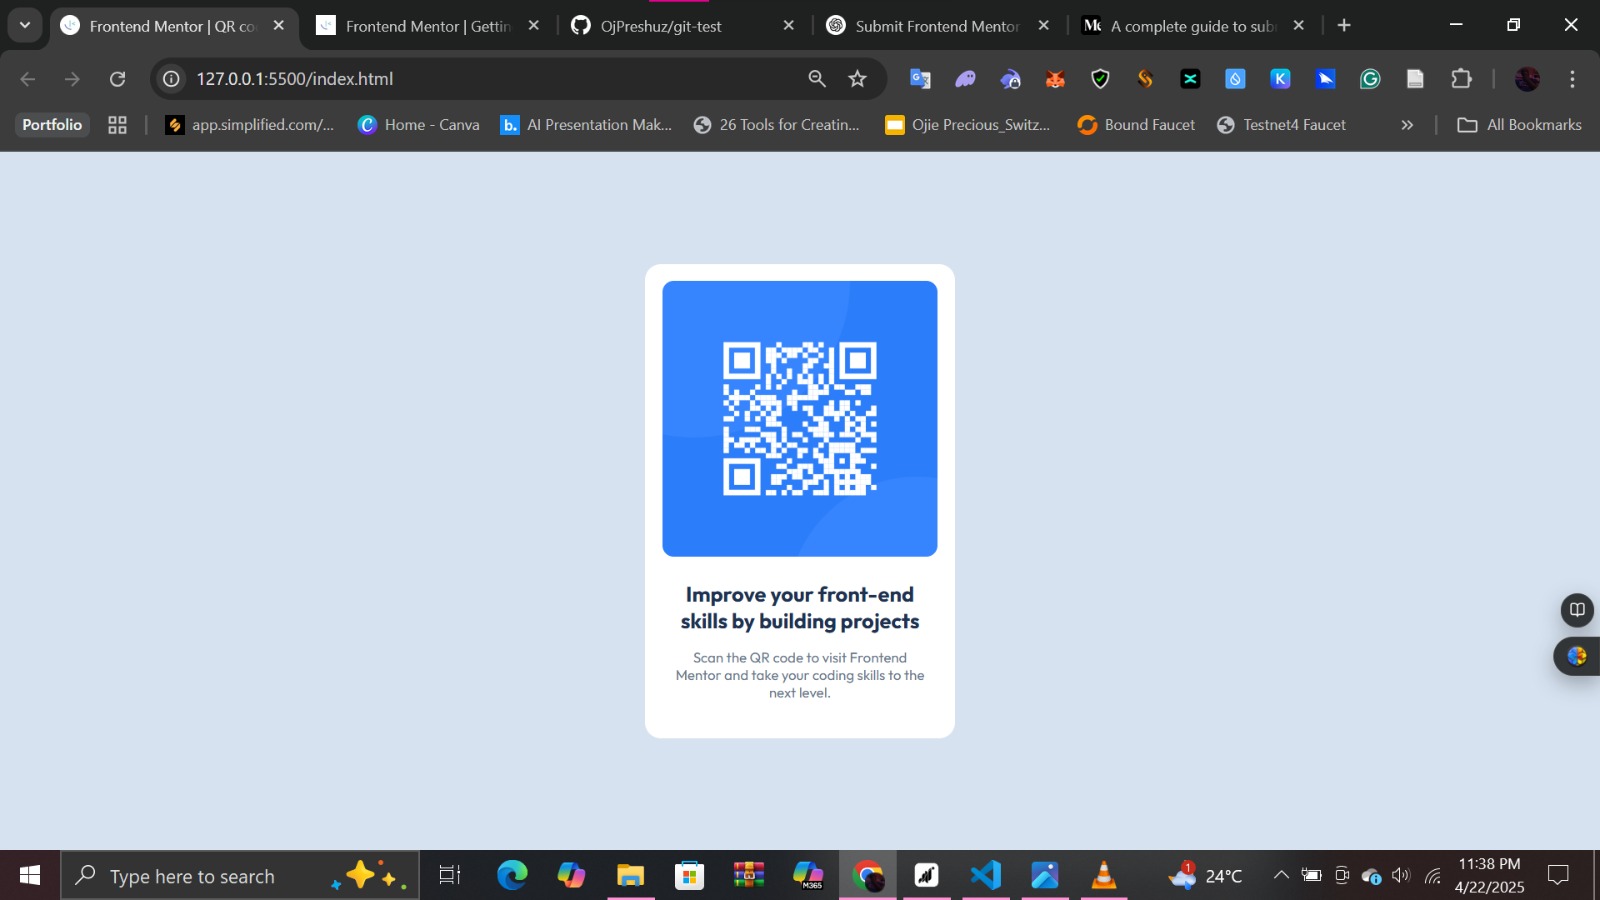 Frontend Mentor | QR co
Frontend Mentor | Gettin
OjPreshuz/git-test
Submit Frontend Mentor
A complete guide to sub
127.0.0.1:5500/index.html
Portfolio
app.simplified.com/...
Home - Canva
b.
AI Presentation Mak...
26 Tools for Creatin...
Ojie Precious_Switz...
Bound Faucet
Testnet4 Faucet
All Bookmarks
Improve your front-end
skills by building projects
Scan the QR code to visit Frontend
Mentor and take your coding skills to the
next level.
Type here to search
M365
1
24°C
11:38 PM
4/22/2025